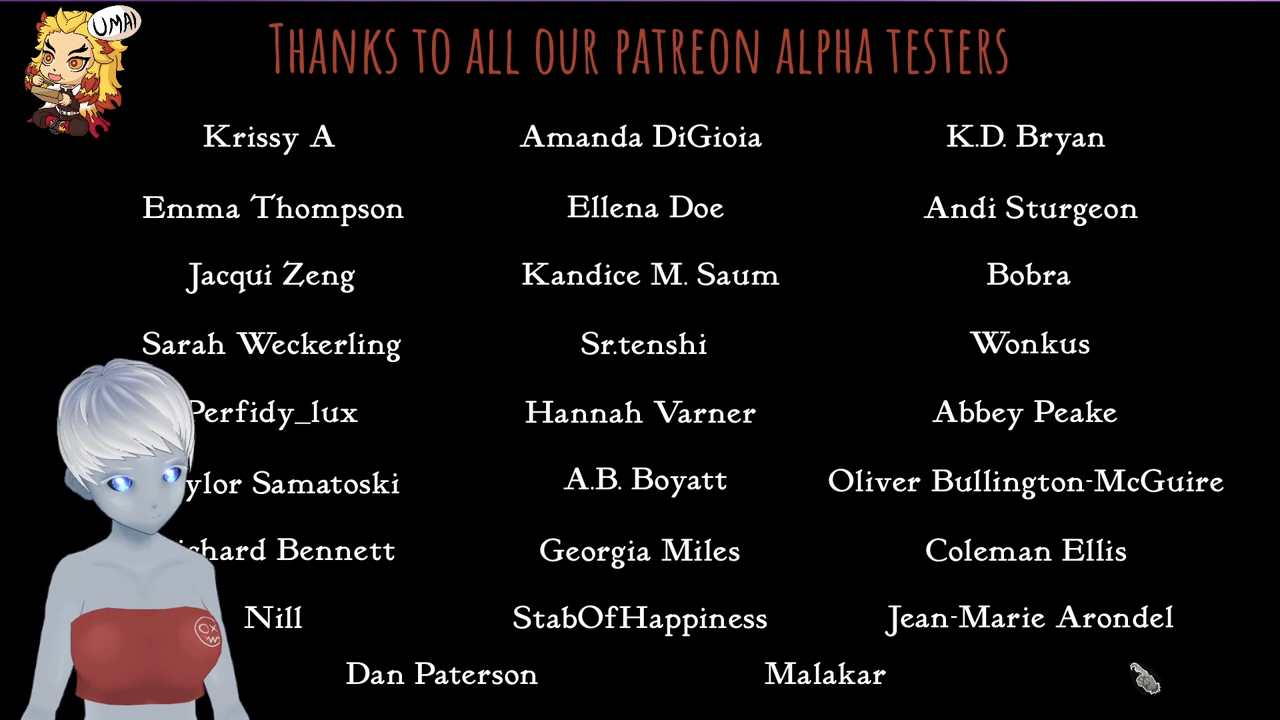 UMAI
Thanks to all our patreon alpha testers
Krissy A Amanda DiGioia K.D. Bryan
Emma Thompson Ellena Doe Andi Sturgeon
Jacqui Zeng Kandice M. Saum Bobra
Sarah Weckerling Sr.tenshi Wonkus
Perfidy_lux Hannah Varner Abbey Peake
Samatoski A.B. Boyatt Oliver Bullington-McGuire
Bennett Georgia Miles Coleman Ellis
Nill StabOfHappiness Jean-Marie Arondel
Dan Paterson Malakar